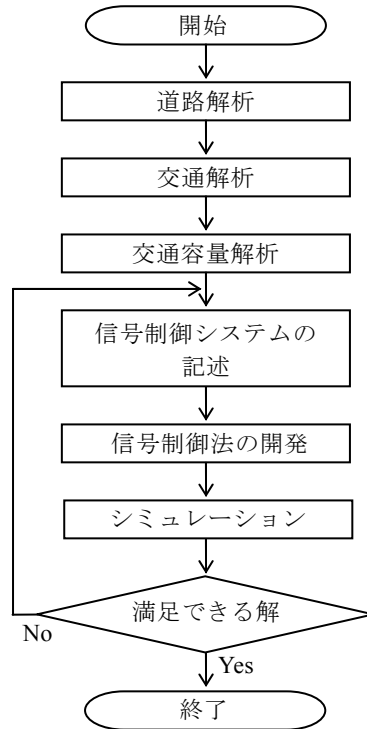 開始
道路解析
交通解析
交通容量解析
信号制御システムの
記述
信号制御法の開発
シミュレーション
満足できる解
No
Yes
終了